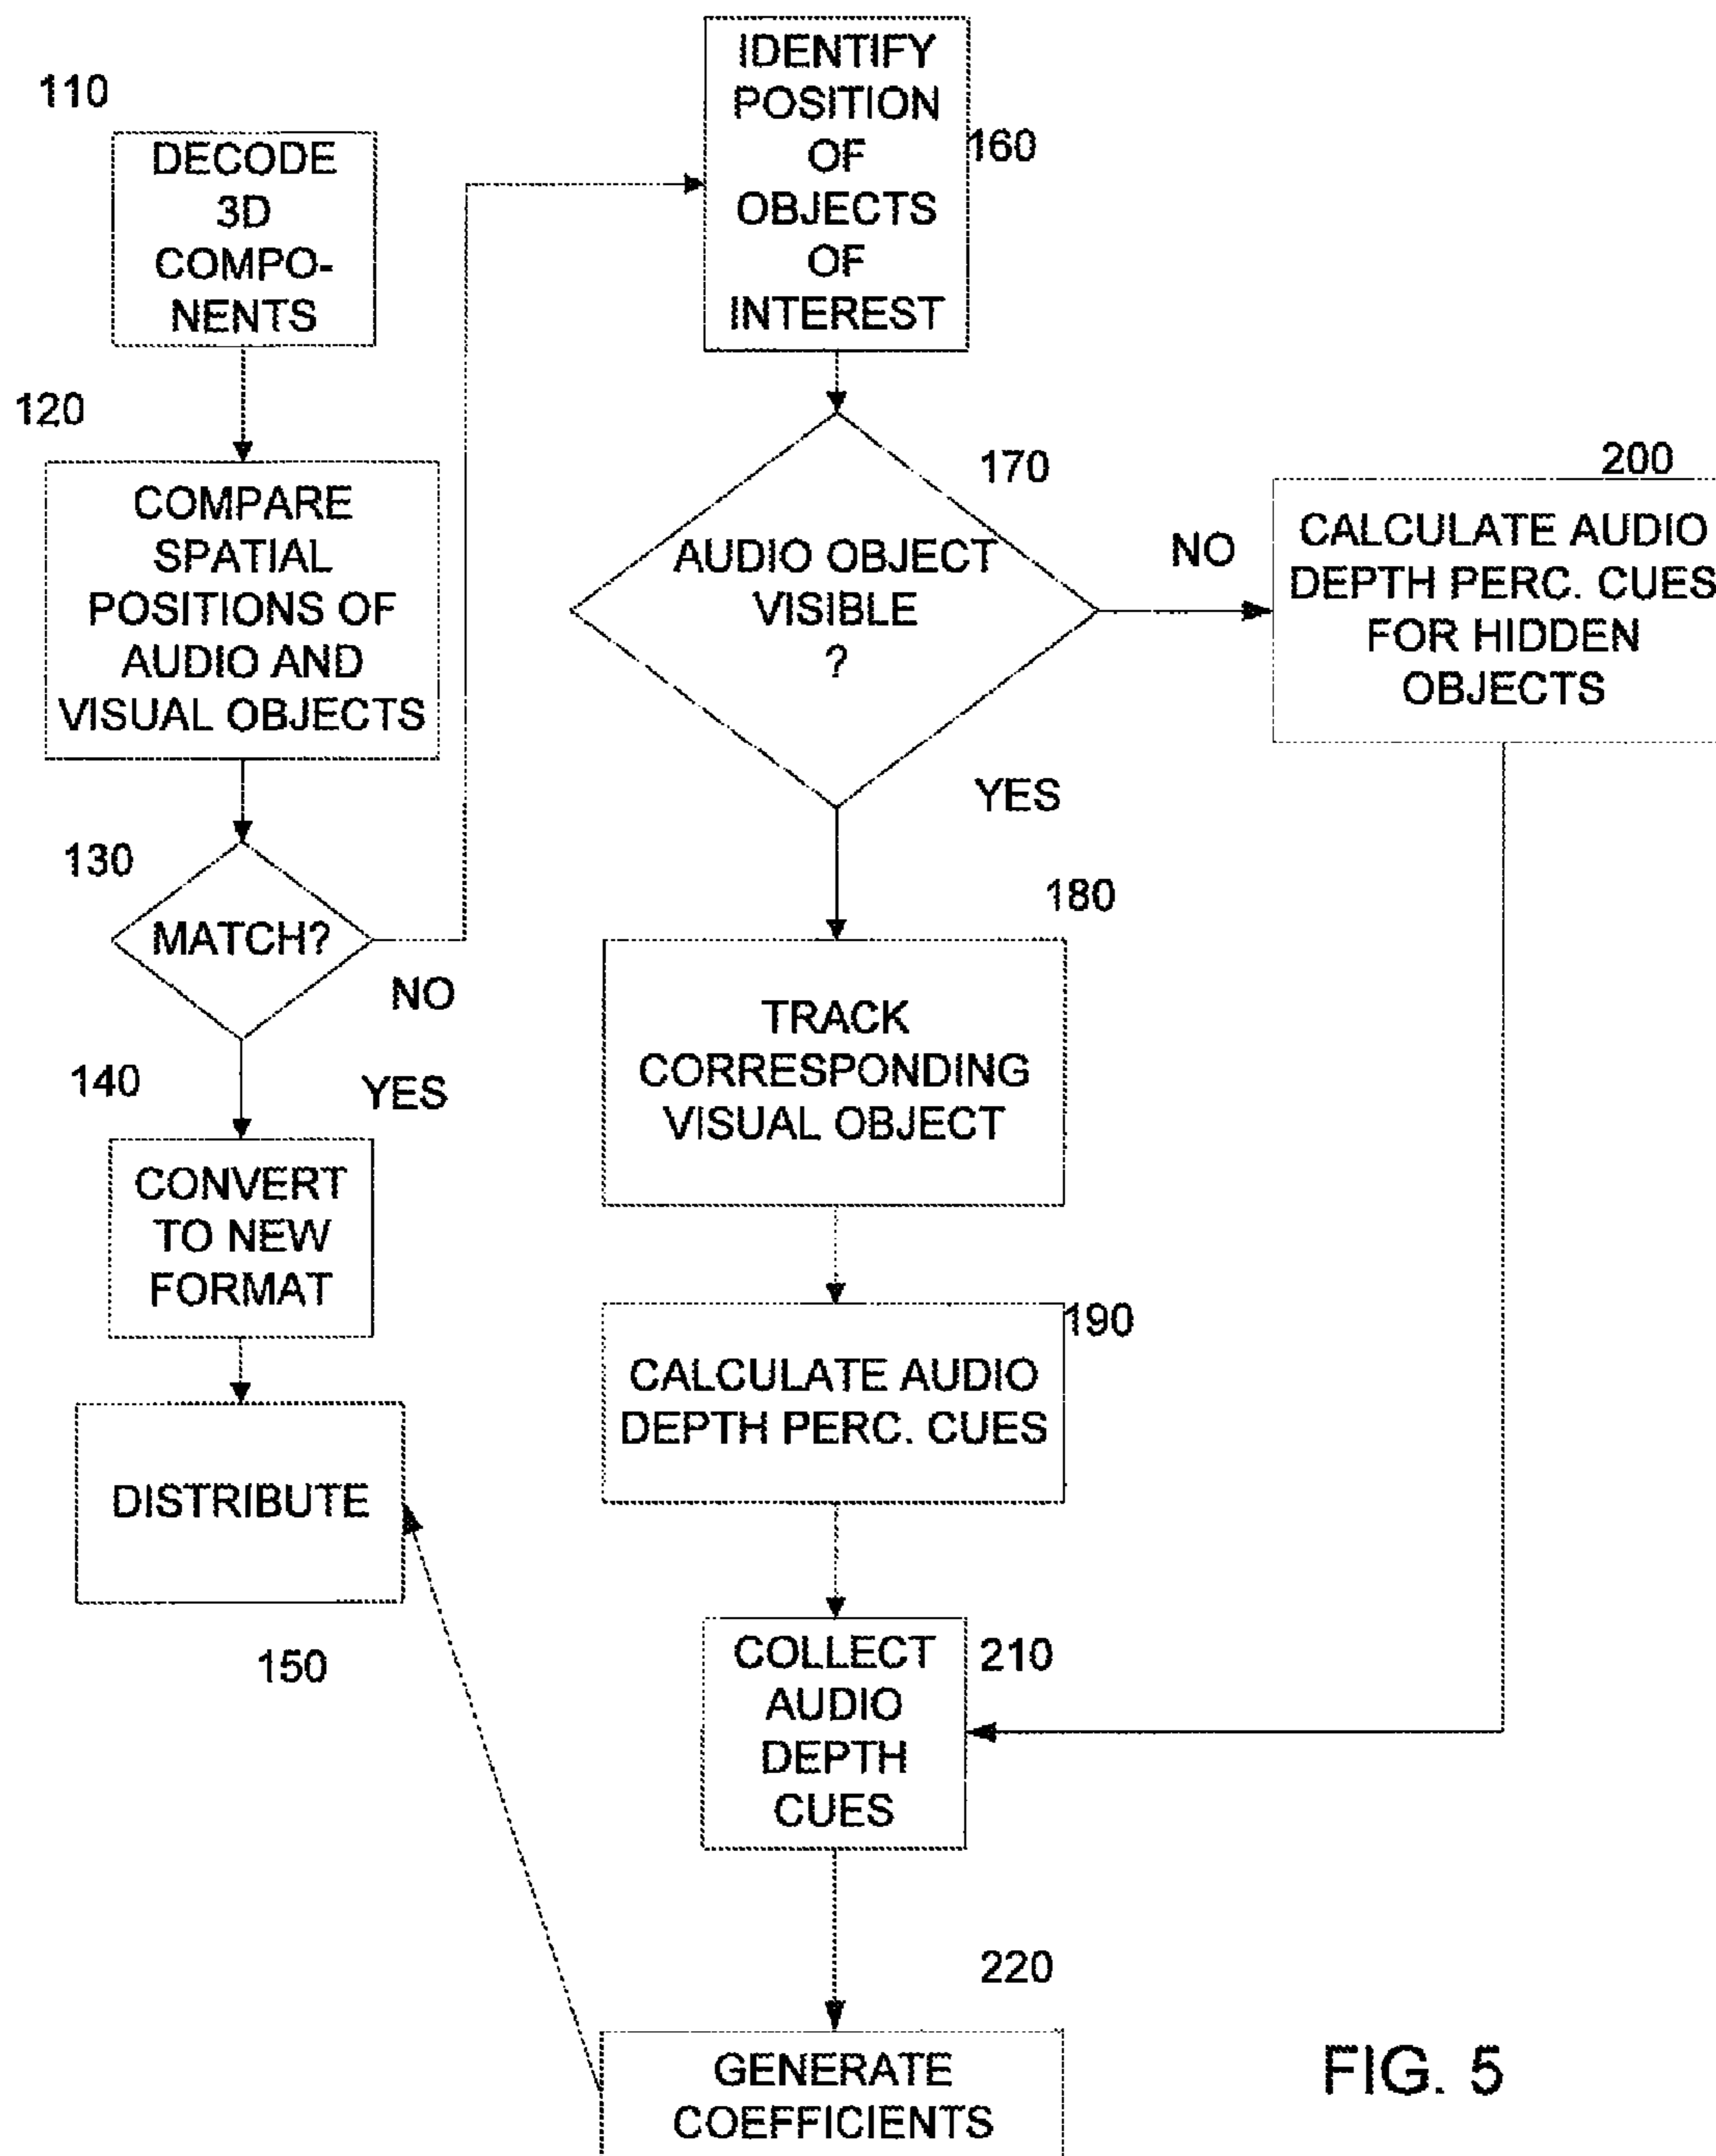 110
DECODE
3D
COMPO-
NENTS
120
COMPARE
SPATIAL
POSITIONS OF
AUDIO AND
VISUAL OBJECTS
130
MATCH?
NO
140
YES
CONVERT
TO NEW
FORMAT
DISTRIBUTE
150
IDENTIFY
POSITION
OF
OBJECTS
OF
INTEREST
160
170
AUDIO OBJECT
VISIBLE
?
NO
YES
200
CALCULATE AUDIO
DEPTH PERC. CUES
FOR HIDDEN
OBJECTS
180
TRACK
CORRESPONDING
VISUAL OBJECT
190
CALCULATE AUDIO
DEPTH PERC. CUES
COLLECT
AUDIO
DEPTH
CUES
210
220
GENERATE
COEFFICIENTS
FIG. 5